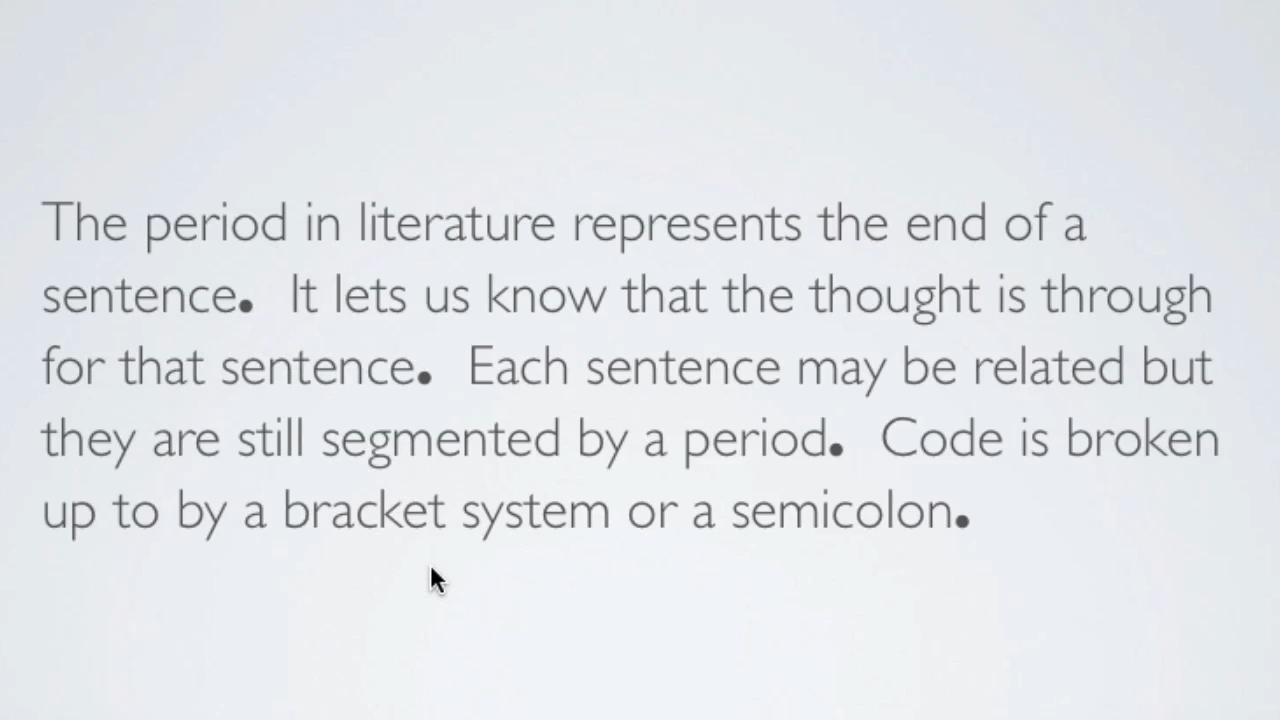 The period in literature represents the end of a
sentence.  It lets us know that the thought is through
for that sentence.  Each sentence may be related but
they are still segmented by a period.  Code is broken
up to by a bracket system or a semicolon.